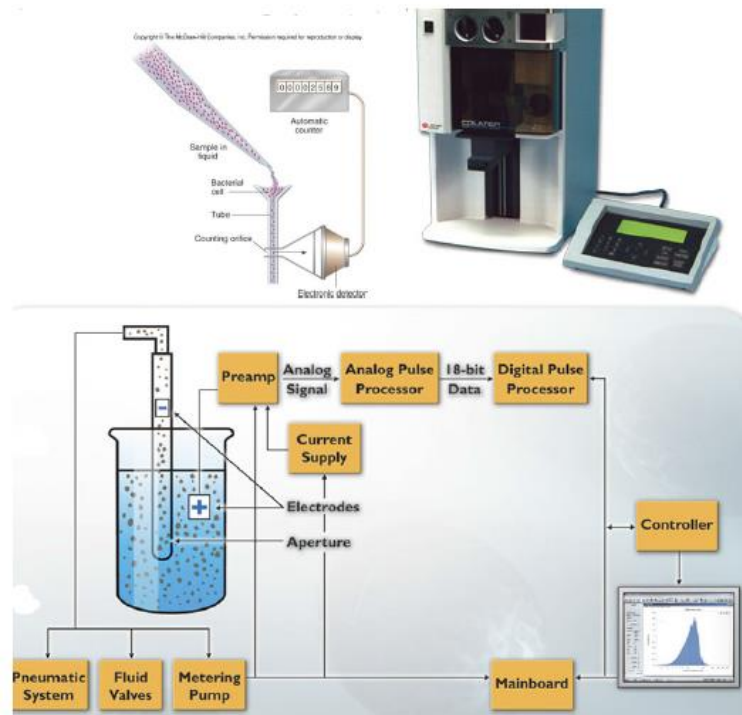 Copyright © The McGraw-Hill Companies, Inc. Permission required for reproduction or display.
00002569
Automatic
counter
Sample in
liquid
Bacterial
cell
Tube
Counting orifice
Electronic detector
Preamp
Analog
Signal
Analog Pulse
Processor
18-bit
Data
Digital Pulse
Processor
Current
Supply
Electrodes
Aperture
Controller
Pneumatic
System
Fluid
Valves
Metering
Pump
Mainboard